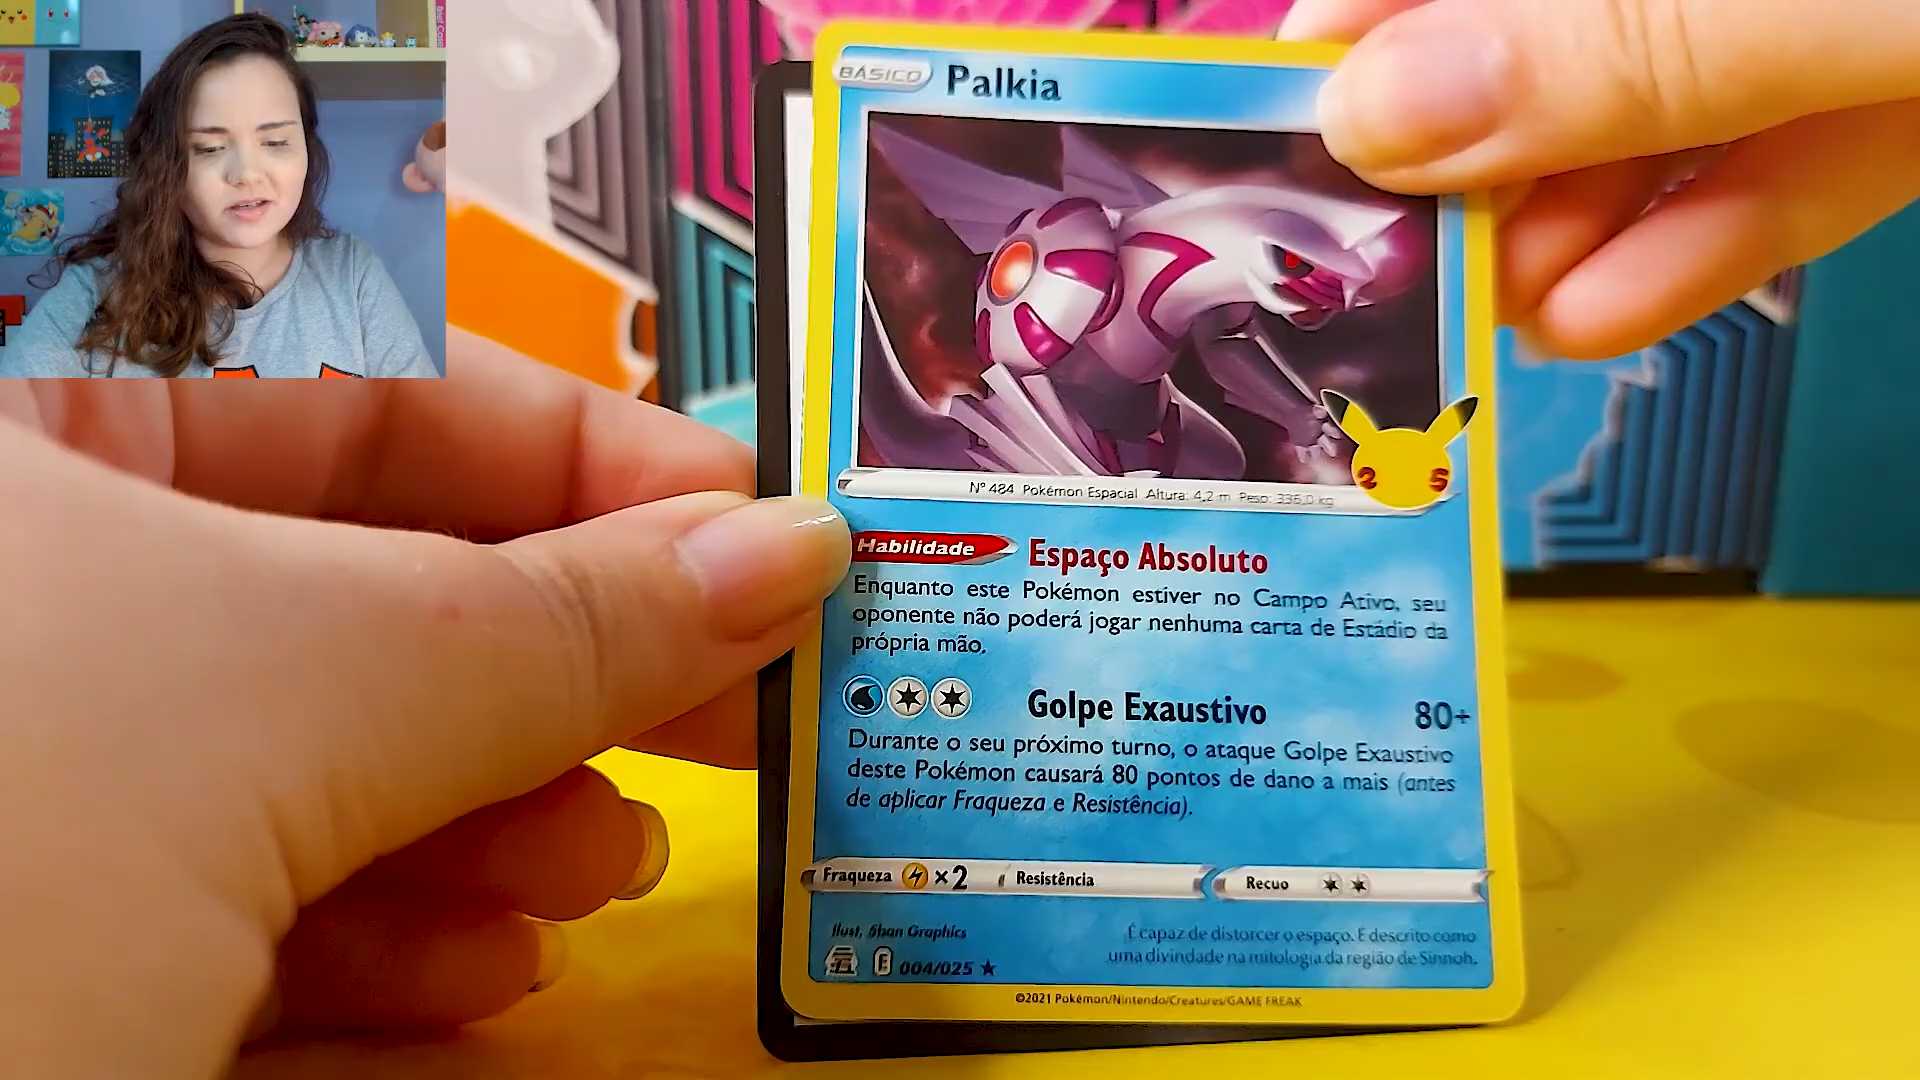 BÁSICO Palkia
2 5
Nº 484 Pokémon Espacial Altura: 4,2 m Peso: 336,0 kg
Habilidade Espaço Absoluto
Enquanto este Pokémon estiver no Campo Ativo, seu
oponente não poderá jogar nenhuma carta de Estádio da
própria mão.
Golpe Exaustivo 80+
Durante o seu próximo turno, o ataque Golpe Exaustivo
deste Pokémon causará 80 pontos de dano a mais (antes
de aplicar Fraqueza e Resistência).
Fraqueza ×2 Resistência Recuo
Ilust. 5ban Graphics
É capaz de distorcer o espaço. É descrito como
uma divindade na mitologia da região de Sinnoh.
E 004/025 ★
©2021 Pokémon/Nintendo/Creatures/GAME FREAK